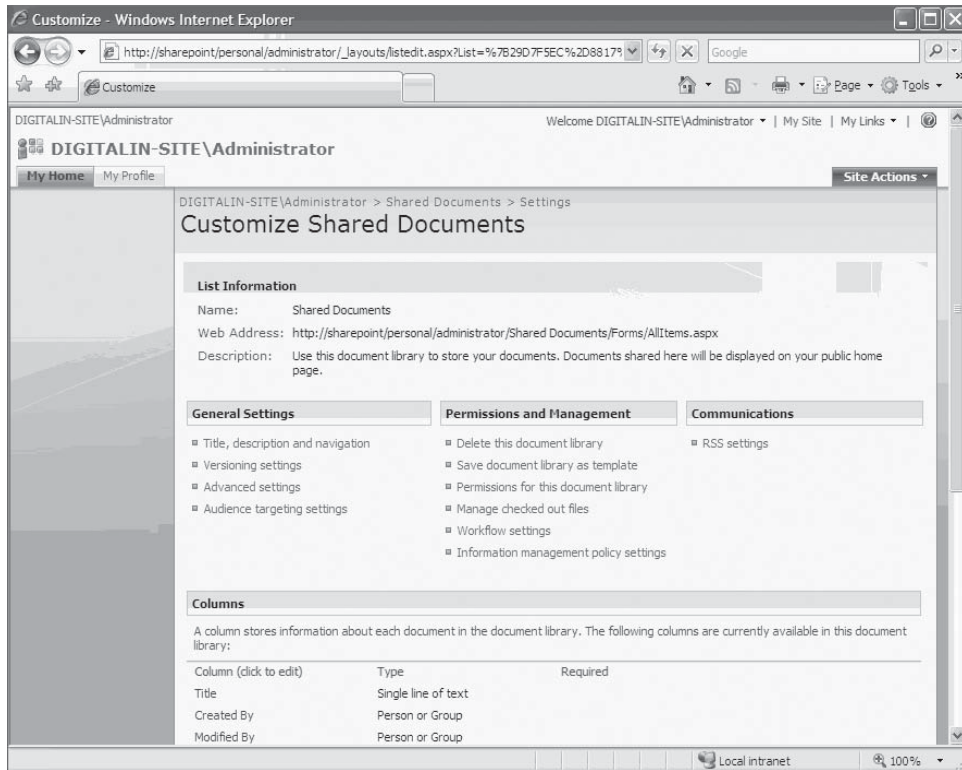 Customize - Windows Internet Explorer
http://sharepoint/personal/administrator/_layouts/listedit.aspx?List=%7B29D7F5EC%2D8817
Google
Customize
Page
Tools
DIGITALIN-SITE\Administrator
Welcome DIGITALIN-SITE\Administrator | My Site | My Links |
DIGITALIN-SITE\Administrator
My Home My Profile
Site Actions
DIGITALIN-SITE\Administrator > Shared Documents > Settings
Customize Shared Documents
List Information
Name: Shared Documents
Web Address: http://sharepoint/personal/administrator/Shared Documents/Forms/AllItems.aspx
Description: Use this document library to store your documents. Documents shared here will be displayed on your public home
page.
General Settings
Title, description and navigation
Versioning settings
Advanced settings
Audience targeting settings
Permissions and Management
Delete this document library
Save document library as template
Permissions for this document library
Manage checked out files
Workflow settings
Information management policy settings
Communications
RSS settings
Columns
A column stores information about each document in the document library. The following columns are currently available in this document
library:
Column (click to edit) Type Required
Title Single line of text
Created By Person or Group
Modified By Person or Group
Local intranet
100%